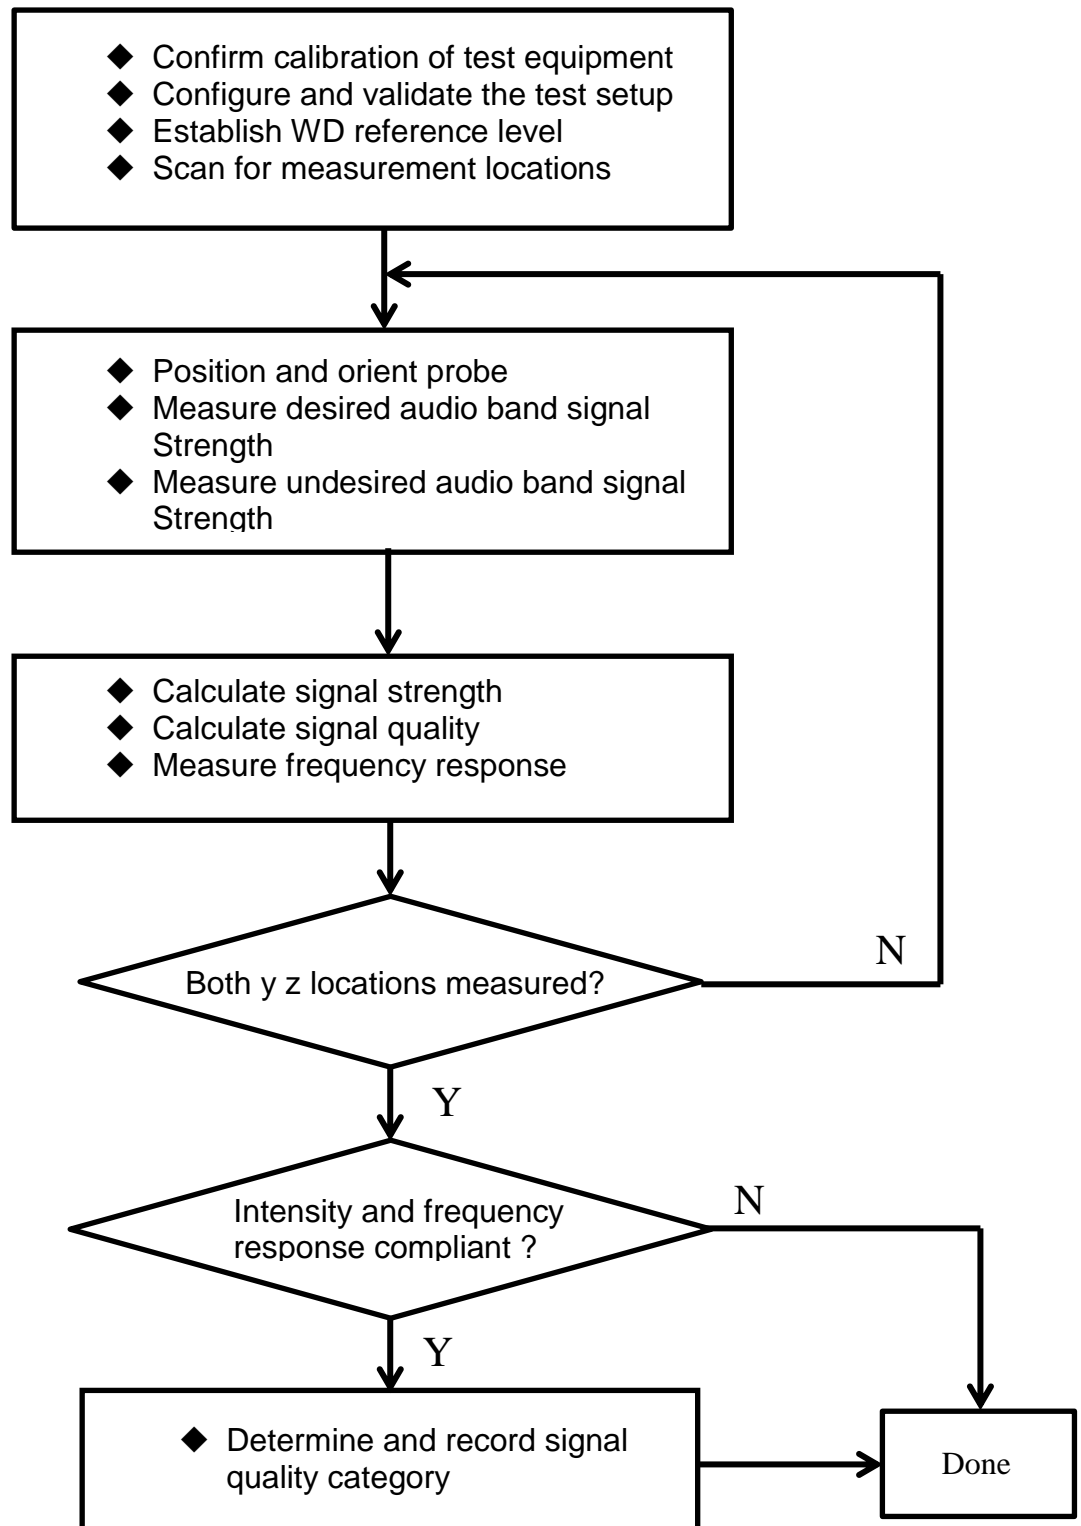 ◆ Confirm calibration of test equipment
◆ Configure and validate the test setup
◆ Establish WD reference level
◆ Scan for measurement locations
◆ Position and orient probe
◆ Measure desired audio band signal
Strength
◆ Measure undesired audio band signal
Strength
◆ Calculate signal strength
◆ Calculate signal quality
◆ Measure frequency response
Both y z locations measured?
N
Y
Intensity and frequency
response compliant ?
N
Y
◆ Determine and record signal
quality category
Done